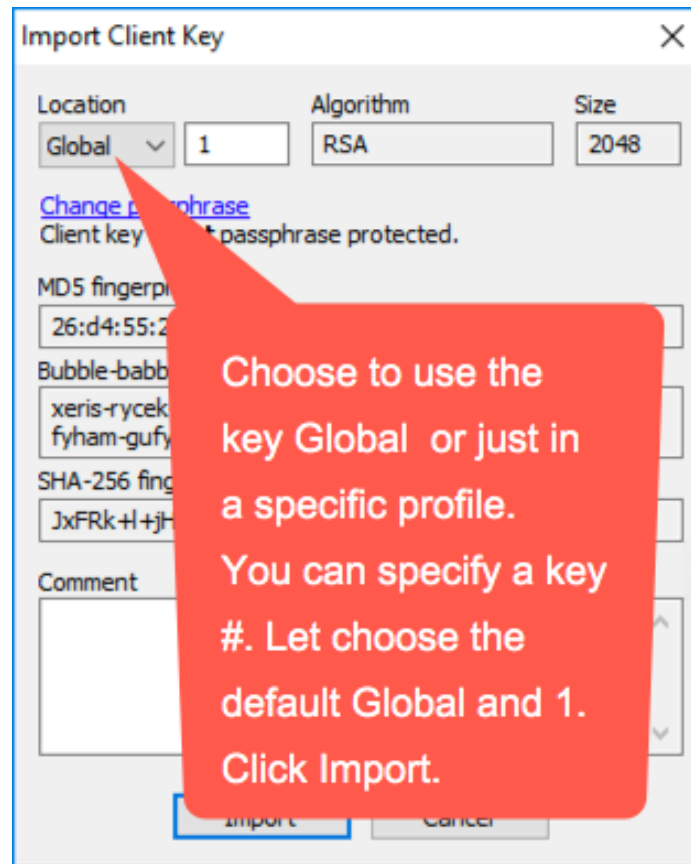 Import Client Key
Location Algorithm Size
Global 1 RSA 2048
Change phrase
Client key passphrase protected.
MD5 fingerpr
26:d4:55:2
Bubble-babb
xeris-rycek
fyham-gufy
SHA-256 fing
JxFRk+l+jH
Choose to use the
key Global or just in
a specific profile.
You can specify a key
#. Let choose the
default Global and 1.
Click Import.
Comment
Import Cancel